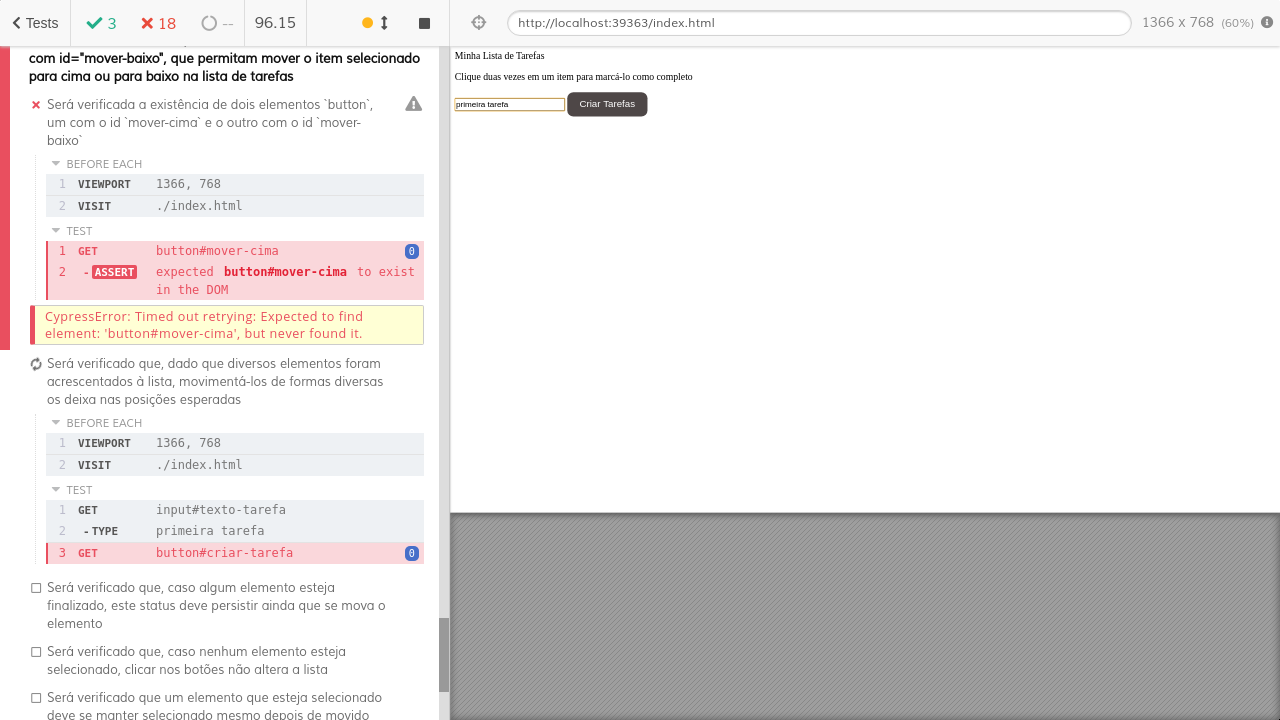 Tests
3
18
--
96.15
http://localhost:39363/index.html
1366 x 768 (60%)
com id="mover-baixo", que permitam mover o item selecionado
para cima ou para baixo na lista de tarefas
Será verificada a existência de dois elementos `button`,
um com o id `mover-cima` e o outro com o id `mover-
baixo`
BEFORE EACH
1 VIEWPORT 1366, 768
2 VISIT ./index.html
TEST
1 GET button#mover-cima 0
2 -ASSERT expected button#mover-cima to exist
in the DOM
CypressError: Timed out retrying: Expected to find
element: 'button#mover-cima', but never found it.
Será verificado que, dado que diversos elementos foram
acrescentados à lista, movimentá-los de formas diversas
os deixa nas posições esperadas
BEFORE EACH
1 VIEWPORT 1366, 768
2 VISIT ./index.html
TEST
1 GET input#texto-tarefa
2 -TYPE primeira tarefa
3 GET button#criar-tarefa 0
Será verificado que, caso algum elemento esteja
finalizado, este status deve persistir ainda que se mova o
elemento
Será verificado que, caso nenhum elemento esteja
selecionado, clicar nos botões não altera a lista
Será verificado que um elemento que esteja selecionado
deve se manter selecionado mesmo depois de movido
Minha Lista de Tarefas
Clique duas vezes em um item para marcá-lo como completo
primeira tarefa
Criar Tarefas